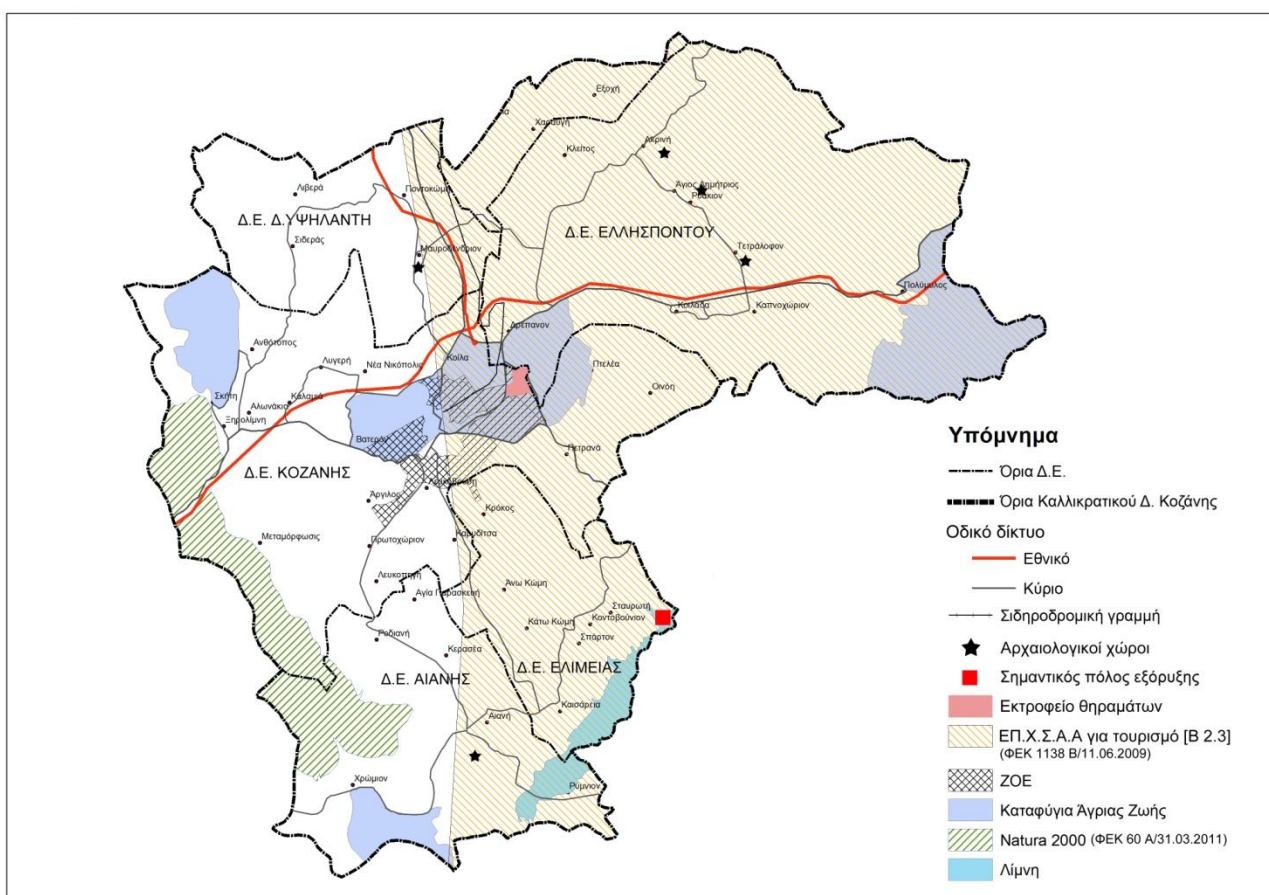 Εξοχή
Χαραυγή
Ακρινή
Κλείτος
Λιβερά
Ποντοκώμη
Άγιος Δημήτριος
Ρυάκιον
Δ.Ε. Δ.ΥΨΗΛΑΝΤΗ
Δ.Ε. ΕΛΛΗΣΠΟΝΤΟΥ
Σιδεράς
Μαυροδένδριον
Τετράλοφον
Πολύμυλος
Κοιλάδα
Καπνοχώριον
Δρέπανον
Ανθότοπος
Κοίλα
Πτελέα
Λυγερή
Νέα Νικόπολις
Οινόη
Σκήτη
Καλαμιά
Αλωνάκια
Ξηρολίμνη
Βατερόν
Πετρανά
Δ.Ε. ΚΟΖΑΝΗΣ
Άργιλος
Κρόκος
Μεταμόρφωσις
Πρωτοχώριον
Καρυδίτσα
Λευκοπηγή
Άνω Κώμη
Αγία Παρασκευή
Σταυρωτή
Κάτω Κώμη
Κοντοβούνιον
Ροδιανή
Σπάρτον
Κερασέα
Δ.Ε. ΕΛΙΜΕΙΑΣ
Δ.Ε. ΑΙΑΝΗΣ
Καισάρεια
Αιανή
Χρώμιον
Ρύμνιον
Υπόμνημα
Όρια Δ.Ε.
Όρια Καλλικρατικού Δ. Κοζάνης
Οδικό δίκτυο
Εθνικό
Κύριο
Σιδηροδρομική γραμμή
Αρχαιολογικοί χώροι
Σημαντικός πόλος εξόρυξης
Εκτροφείο θηραμάτων
ΕΠ.Χ.Σ.Α.Α για τουρισμό [Β 2.3]
(ΦΕΚ 1138 Β/11.06.2009)
ΖΟΕ
Καταφύγια Άγριας Ζωής
Natura 2000 (ΦΕΚ 60 Α/31.03.2011)
Λίμνη